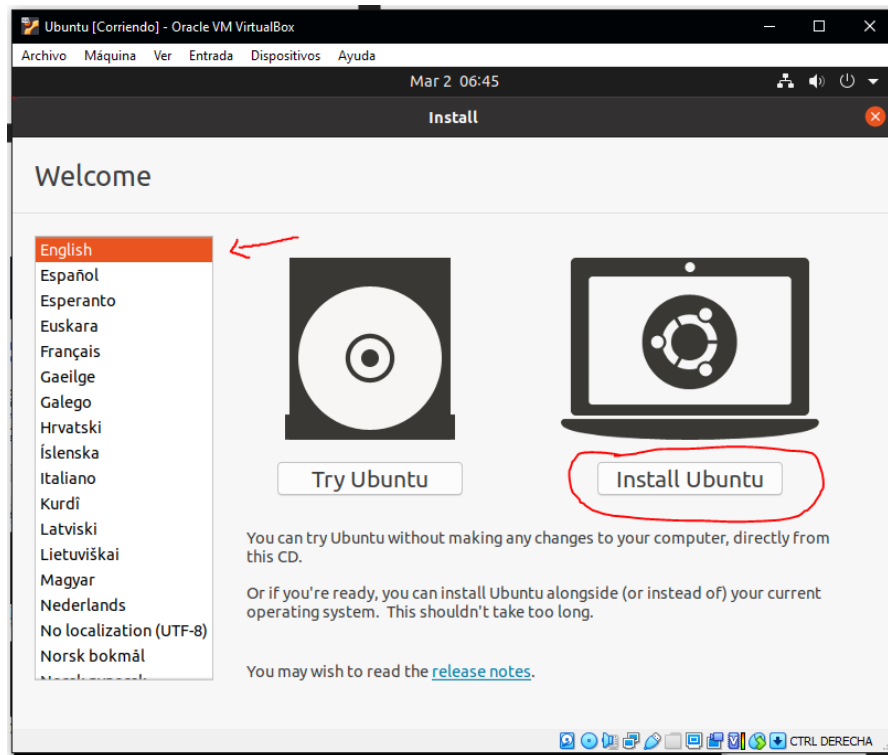 Ubuntu [Corriendo] - Oracle VM VirtualBox
Archivo Máquina Ver Entrada Dispositivos Ayuda
Mar 2 06:45
Install
Welcome
English
Español
Esperanto
Euskara
Français
Gaeilge
Galego
Hrvatski
Íslenska
Italiano
Kurdî
Latviski
Lietuviškai
Magyar
Nederlands
No localization (UTF-8)
Norsk bokmål
Try Ubuntu
Install Ubuntu
You can try Ubuntu without making any changes to your computer, directly from
this CD.
Or if you're ready, you can install Ubuntu alongside (or instead of) your current
operating system. This shouldn't take too long.
You may wish to read the release notes.
CTRL DERECHA